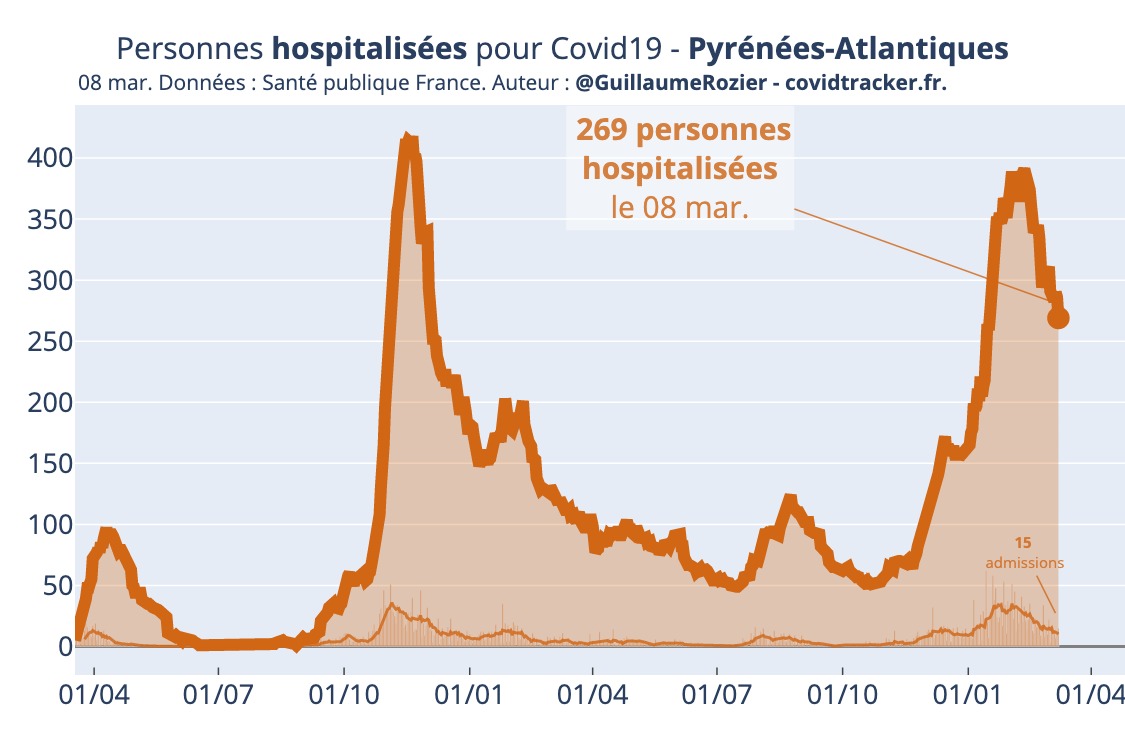 Personnes hospitalisées pour Covid19 - Pyrénées-Atlantiques
08 mar. Données : Santé publique France. Auteur : @GuillaumeRozier - covidtracker.fr.
269 personnes
hospitalisées
le 08 mar.
400
350
300
250
200
150
100
50
0
15
admissions
01/04 01/07 01/10 01/01 01/04 01/07 01/10 01/01 01/04